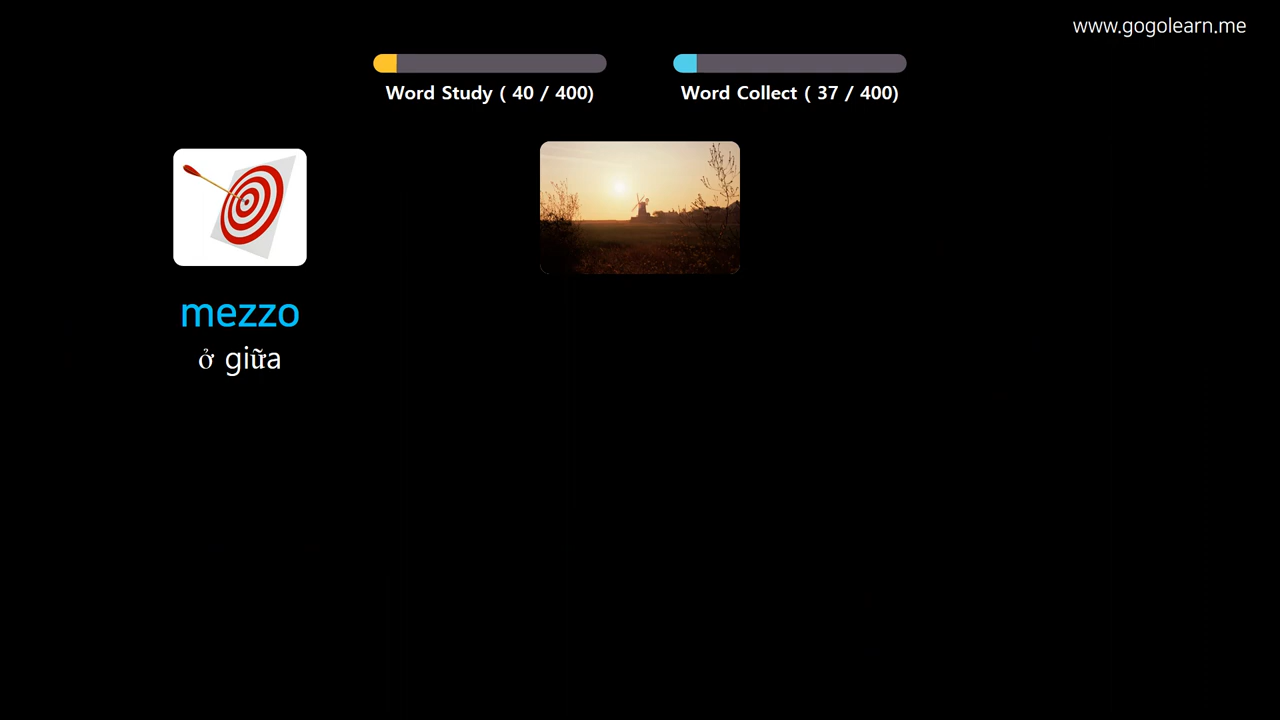 www.gogolearn.me
Word Study ( 40 / 400)
Word Collect ( 37 / 400)
mezzo
ở giữa